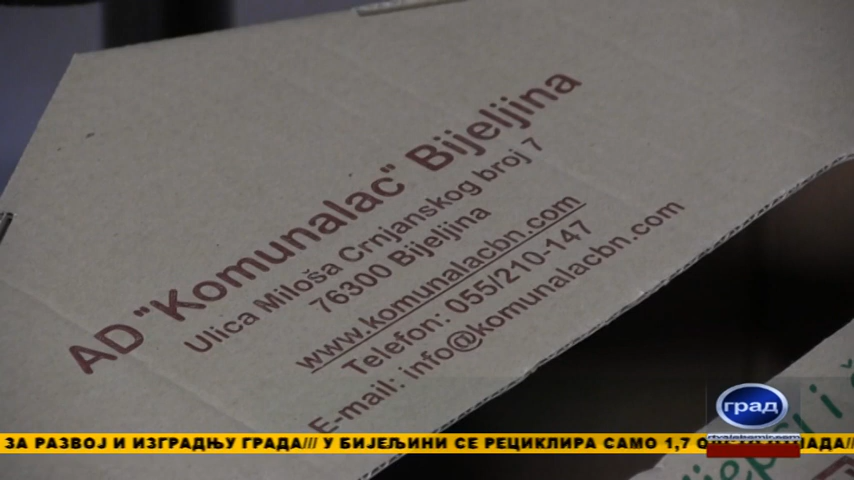 AD "Komunalac" Bijeljina
Ulica Miloša Crnjanskog broj 7
76300 Bijeljina
www.komunalacbn.com
Telefon: 055/210-147
E-mail: info@komunalacbn.com
град
ЗА РАЗВОЈ И ИЗГРАДЊУ ГРАДА/// У БИЈЕЉИНИ СЕ РЕЦИКЛИРА САМО 1,7